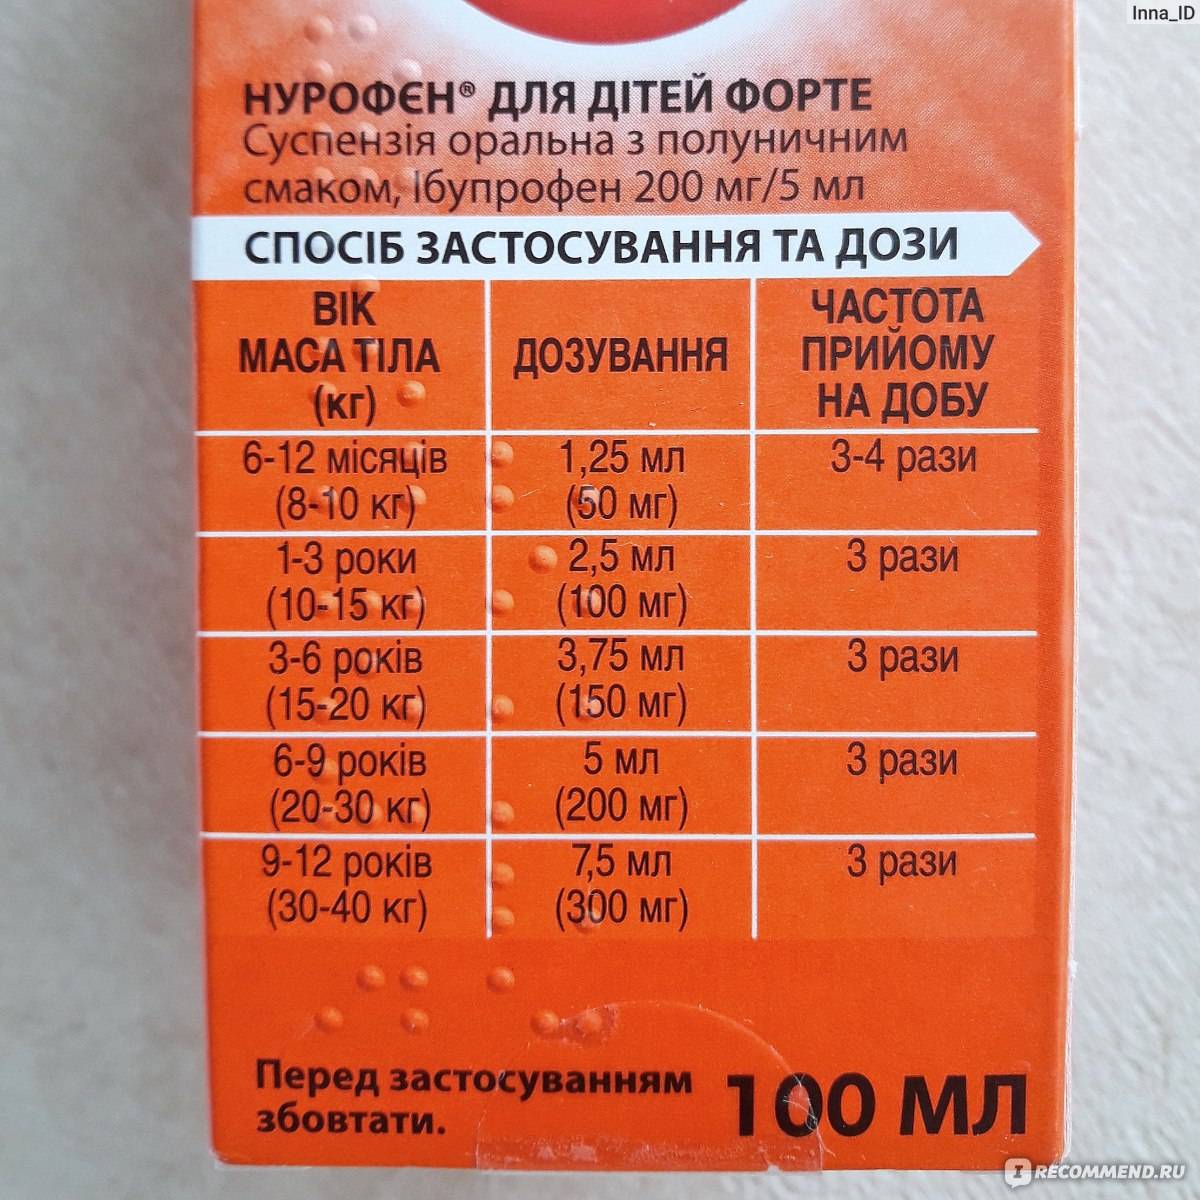 Inna_ID
НУРОФЄН® ДЛЯ ДІТЕЙ ФОРТЕ
Суспензія оральна з полуничним
смаком, Ібупрофен 200 мг/5 мл
СПОСІБ ЗАСТОСУВАННЯ ТА ДОЗИ
ВІК
МАСА ТІЛА
(кг)
ДОЗУВАННЯ
ЧАСТОТА
ПРИЙОМУ
НА ДОБУ
6-12 місяців
(8-10 кг)
1,25 мл
(50 мг)
3-4 рази
1-3 роки
(10-15 кг)
2,5 мл
(100 мг)
3 рази
3-6 років
(15-20 кг)
3,75 мл
(150 мг)
3 рази
6-9 років
(20-30 кг)
5 мл
(200 мг)
3 рази
9-12 років
(30-40 кг)
7,5 мл
(300 мг)
3 рази
Перед застосуванням
збовтати.
100 МЛ
IRECOMMEND.RU